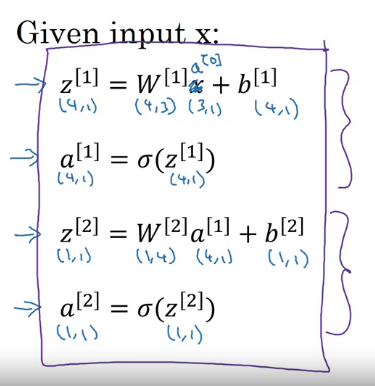 Given input x:
a^[0]
z^[1] = W^[1]x + b^[1]
(4,1) (4,3) (3,1) (4,1)
a^[1] = σ(z^[1])
(4,1) (4,1)
z^[2] = W^[2]a^[1] + b^[2]
(1,1) (1,4) (4,1) (1,1)
a^[2] = σ(z^[2])
(1,1) (1,1)